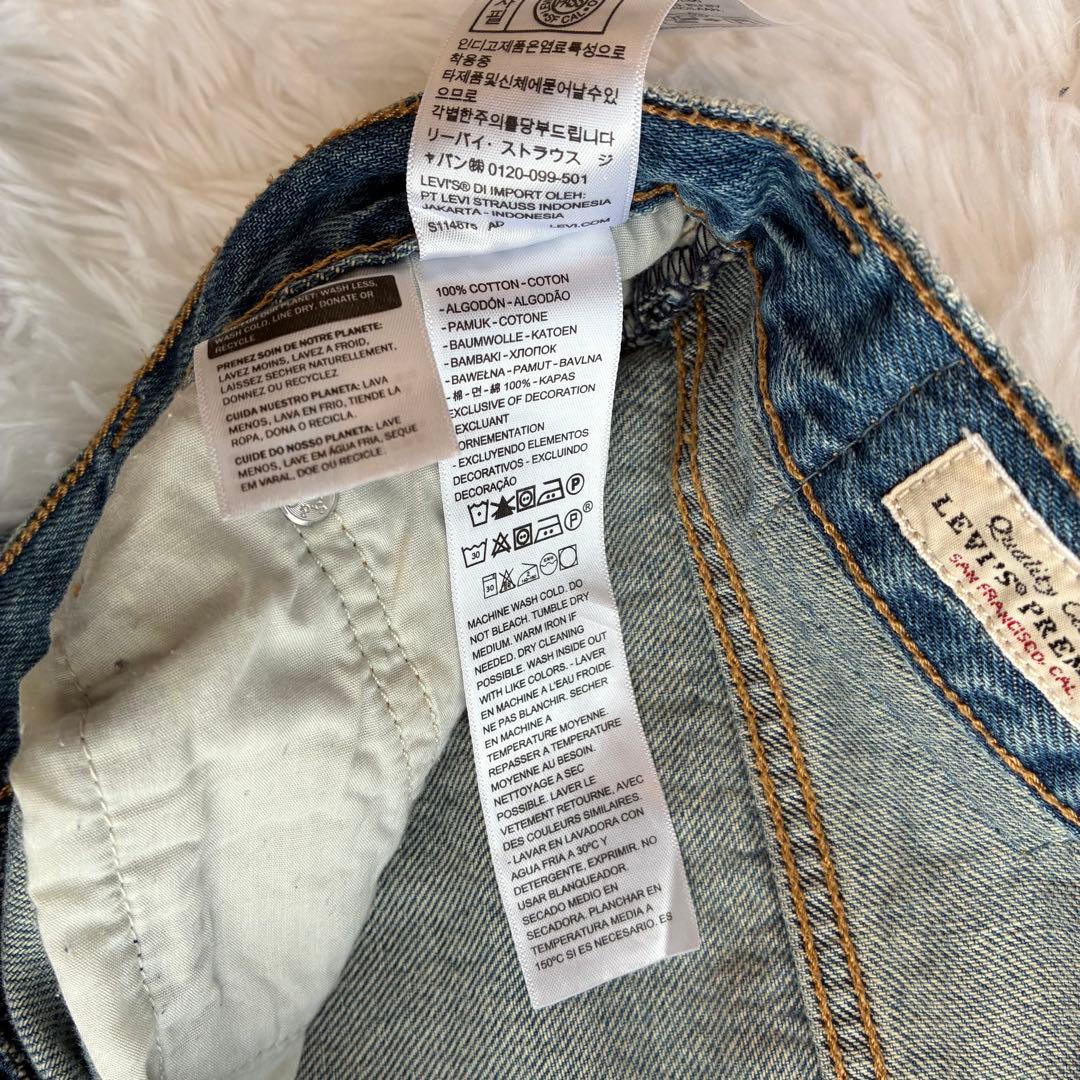 인디고제품은염료특성으로
착용중
타제품및신체에묻어날수있
으므로
각별한주의를당부드립니다
リーバイ・ストラウス ジ
ャパン㈱ 0120-099-501
LEVI'S® DI IMPORT OLEH:
PT LEVI STRAUSS INDONESIA
JAKARTA - INDONESIA
LEVI.COM
OUR PLANET: WASH LESS,
WASH COLD, LINE DRY, DONATE OR
RECYCLE
PRENEZ SOIN DE NOTRE PLANETE:
LAVEZ MOINS, LAVEZ A FROID,
LAISSEZ SECHER NATURELLEMENT,
DONNEZ OU RECYCLEZ
CUIDA NUESTRO PLANETA: LAVA
MENOS, LAVA EN FRIO, TIENDE LA
ROPA, DONA O RECICLA.
CUIDE DO NOSSO PLANETA: LAVE
MENOS, LAVE EM ÁGUA FRIA, SEQUE
EM VARAL, DOE OU RECICLE.
100% COTTON - COTON
- ALGODÓN - ALGODÃO
- PAMUK - COTONE
- BAUMWOLLE - KATOEN
- BAMBAKI - ХЛОПОК
- BAWEŁNA - PAMUT - BAVLNA
- 棉 - 면 - 綿 100% - KAPAS
EXCLUSIVE OF DECORATION
EXCLUANT
ORNEMENTATION
- EXCLUYENDO ELEMENTOS
DECORATIVOS - EXCLUINDO
DECORAÇÃO
P
30 P ®
30
MACHINE WASH COLD. DO
NOT BLEACH. TUMBLE DRY
MEDIUM. WARM IRON IF
NEEDED. DRY CLEANING
POSSIBLE. WASH INSIDE OUT
WITH LIKE COLORS. - LAVER
EN MACHINE A L'EAU FROIDE.
NE PAS BLANCHIR. SECHER
EN MACHINE A
TEMPERATURE MOYENNE.
REPASSER A TEMPERATURE
MOYENNE AU BESOIN.
NETTOYAGE A SEC
POSSIBLE. LAVER LE
VETEMENT RETOURNE, AVEC
DES COULEURS SIMILAIRES.
- LAVAR EN LAVADORA CON
AGUA FRIA A 30ºC Y
DETERGENTE, EXPRIMIR. NO
USAR BLANQUEADOR.
SECADO MEDIO EN
SECADORA. PLANCHAR EN
TEMPERATURA MEDIA A
150ºC SI ES NECESARIO. ES
Quality
LEVI'S® PREM
SAN FRANCISCO, CAL.